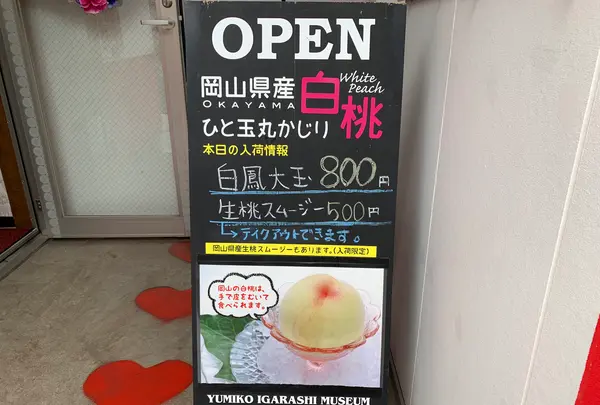 OPEN
岡山県産
OKAYAMA
白桃
White
Peach
ひと玉丸かじり
本日の入荷情報
白鳳大玉 800円
生桃スムージー500円
→テイクアウトできます。
岡山県産生桃スムージーもあります。(入荷限定)
岡山の白桃は、
手で皮をむいて
食べられます。
YUMIKO IGARASHI MUSEUM